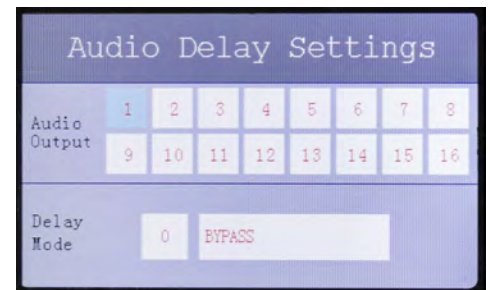 Audio Delay Settings
Audio Output
1 2 3 4 5 6 7 8
9 10 11 12 13 14 15 16
Delay Mode
0 BYPASS